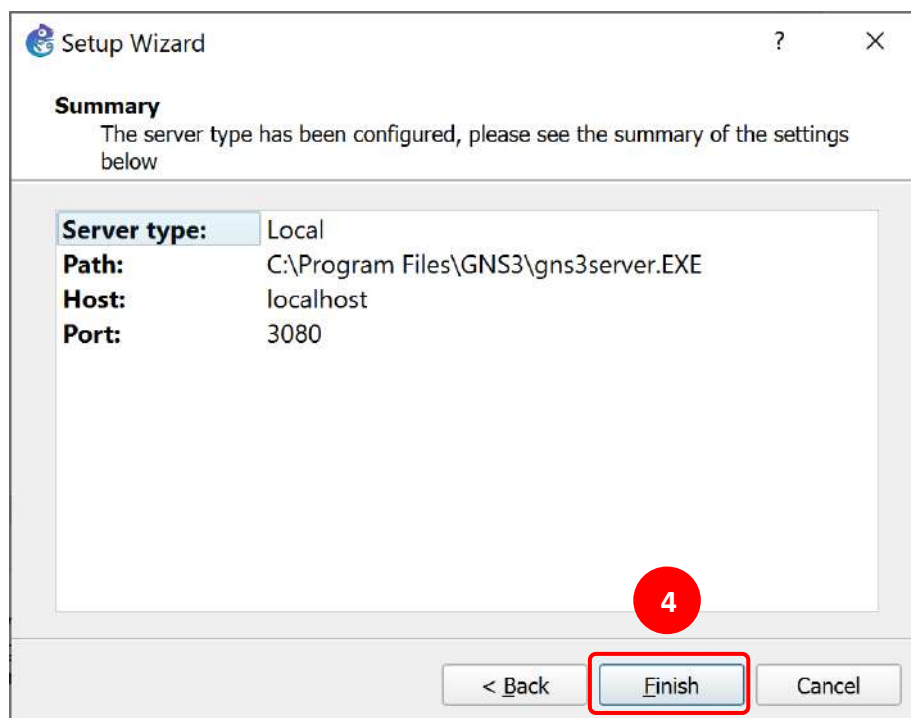 Setup Wizard
?
Summary
The server type has been configured, please see the summary of the settings
below
Server type: Local
Path: C:\Program Files\GNS3\gns3server.EXE
Host: localhost
Port: 3080
4
< Back Finish Cancel